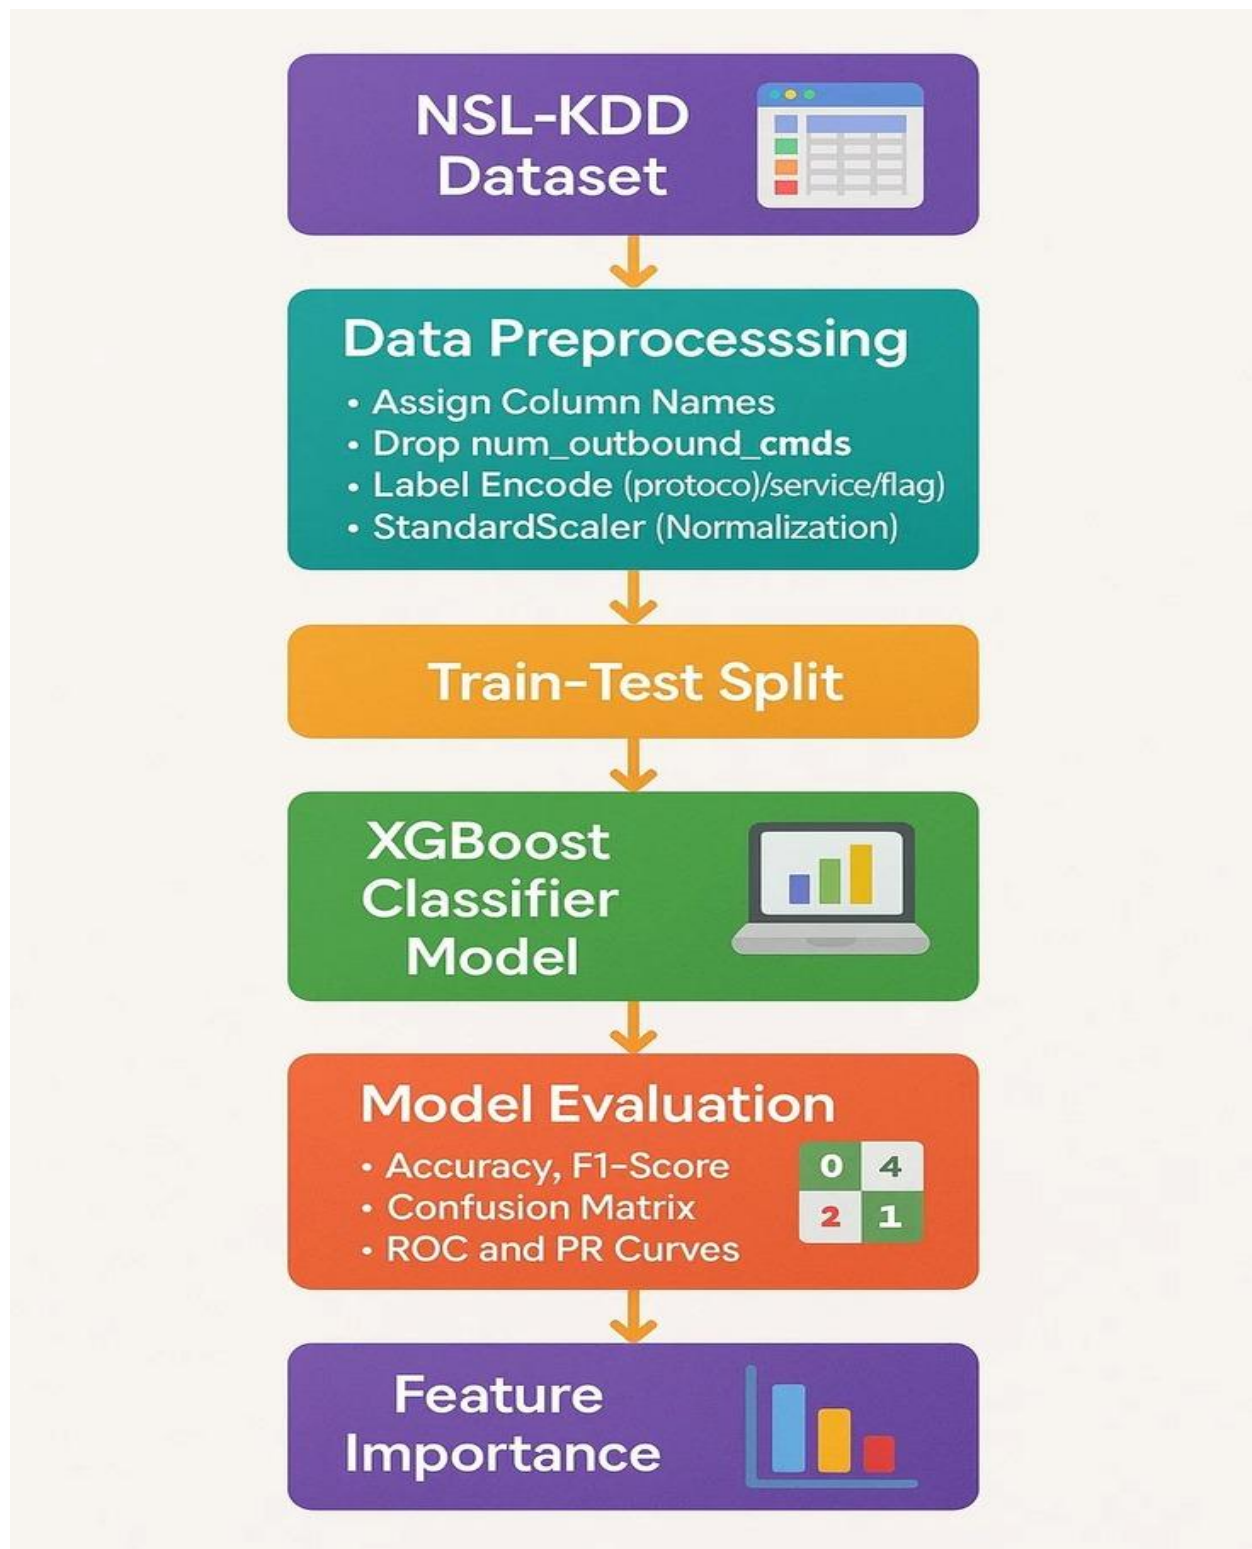 NSL-KDD
Dataset
Data Preprocesssing
• Assign Column Names
• Drop num_outbound_cmds
• Label Encode (protoco)/service/flag)
• StandardScaler (Normalization)
Train-Test Split
XGBoost
Classifier
Model
Model Evaluation
• Accuracy, F1-Score
• Confusion Matrix
• ROC and PR Curves
0 4
2 1
Feature
Importance